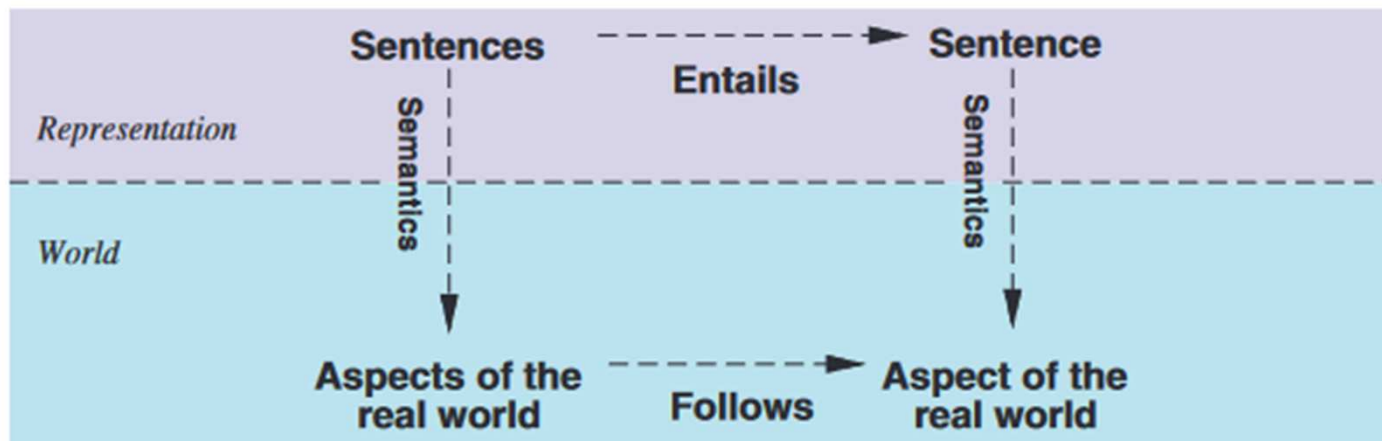 Sentences
Sentence
Entails
Semantics
Semantics
Representation
World
Aspects of the
real world
Follows
Aspect of the
real world